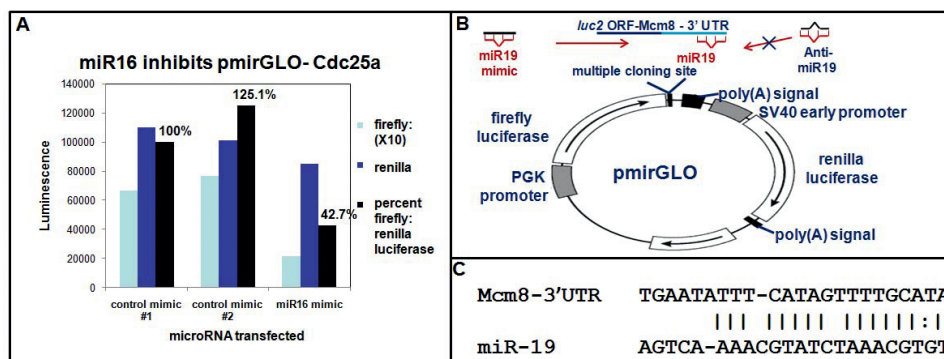 A
miR16 inhibits pmirGLO- Cdc25a
140000
120000
100000
80000
60000
40000
20000
0
Luminescence
100%
125.1%
42.7%
control mimic #1
control mimic #2
miR16 mimic
microRNA transfected
firefly: (X10)
renilla
percent firefly: renilla luciferase
B
luc2 ORF-Mcm8 - 3' UTR
miR19 mimic
miR19
Anti-miR19
multiple cloning site
poly(A) signal
SV40 early promoter
firefly luciferase
renilla luciferase
PGK promoter
pmirGLO
poly(A) signal
C
Mcm8-3'UTR TGAATATTT-CATAGTTTTGCATA
||| ||||| ||||||:|
miR-19 AGTCA-AAACGTATCTAAACGTGT